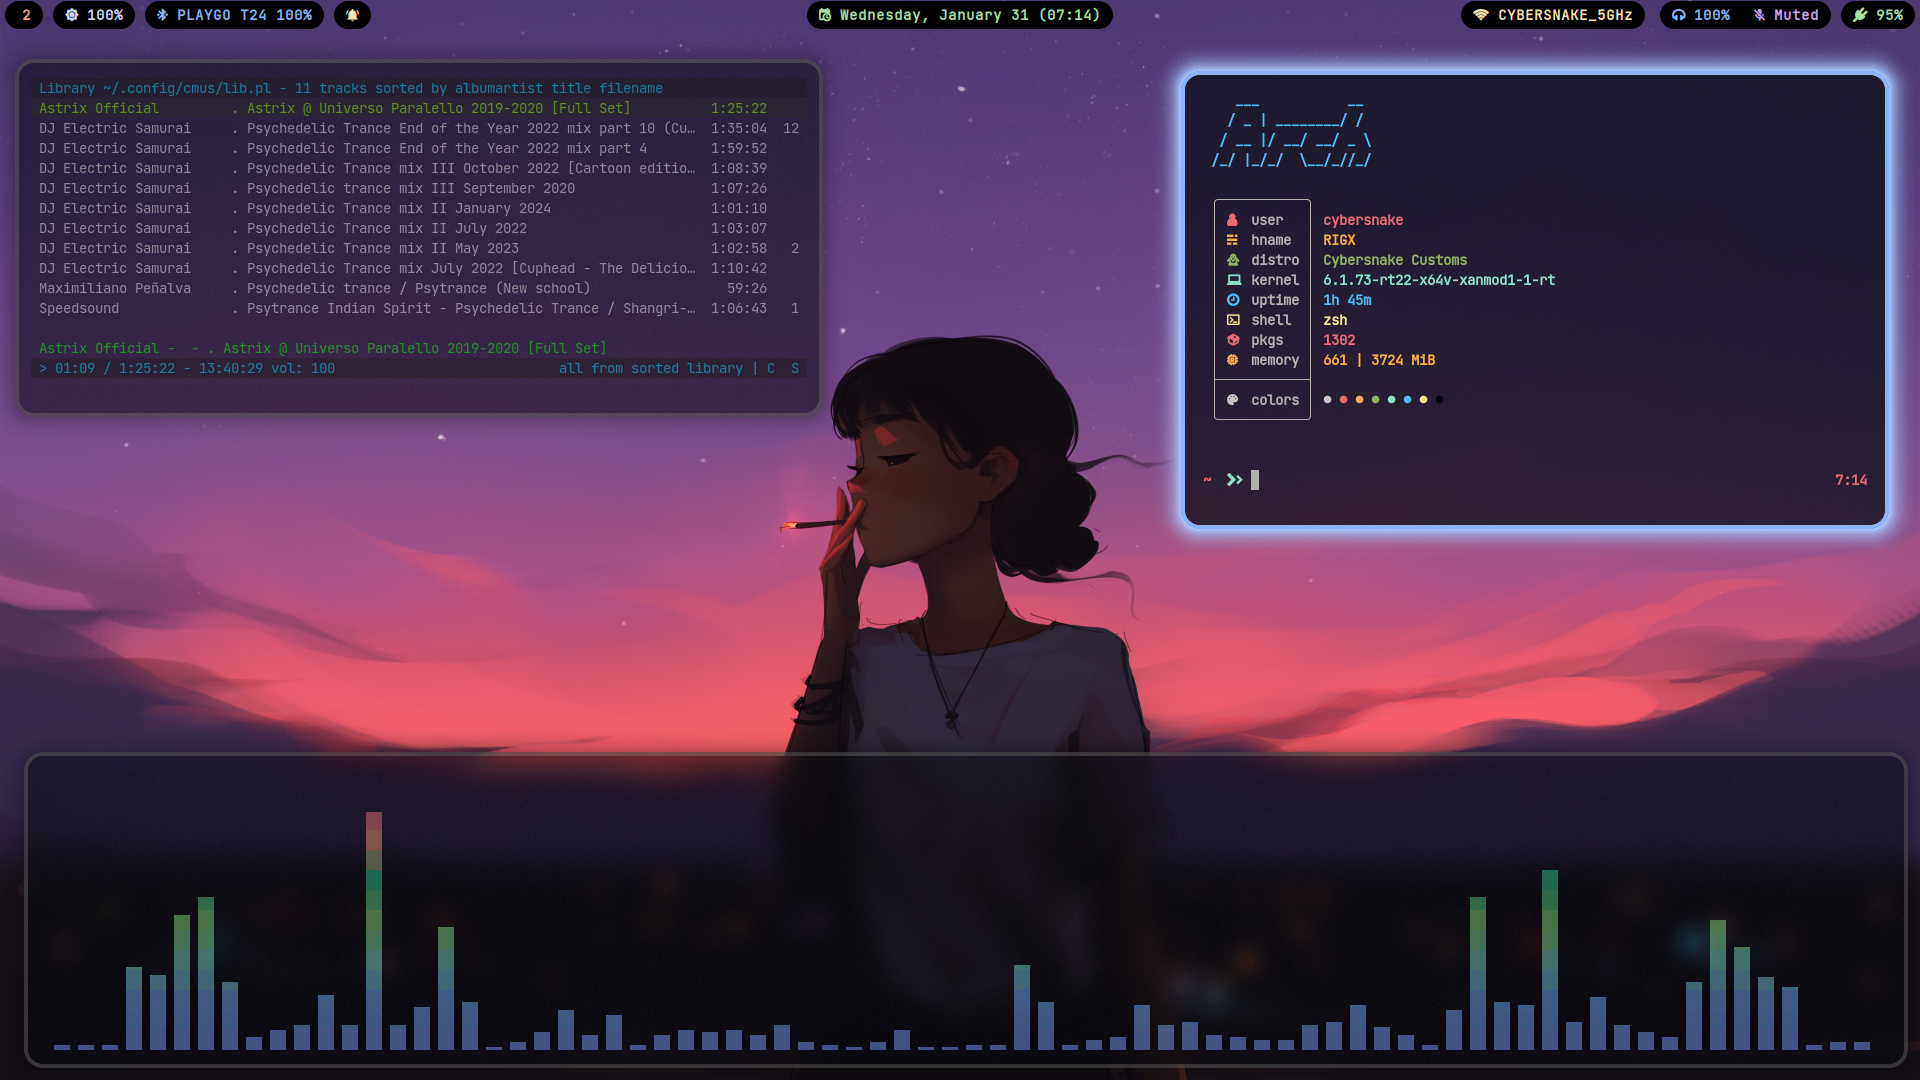 2
100%
PLAYGO T24 100%
Wednesday, January 31 (07:14)
CYBERSNAKE_5GHz
100%
Muted
95%
Library ~/.config/cmus/lib.pl - 11 tracks sorted by albumartist title filename
Astrix Official . Astrix @ Universo Paralello 2019-2020 [Full Set] 1:25:22
DJ Electric Samurai . Psychedelic Trance End of the Year 2022 mix part 10 (Cu… 1:35:04 12
DJ Electric Samurai . Psychedelic Trance End of the Year 2022 mix part 4 1:59:52
DJ Electric Samurai . Psychedelic Trance mix III October 2022 [Cartoon editio… 1:08:39
DJ Electric Samurai . Psychedelic trance mix III September 2020 1:07:26
DJ Electric Samurai . Psychedelic Trance mix II January 2024 1:01:10
DJ Electric Samurai . Psychedelic Trance mix II July 2022 1:03:07
DJ Electric Samurai . Psychedelic Trance mix II May 2023 1:02:58 2
DJ Electric Samurai . Psychedelic Trance mix July 2022 [Cuphead - The Delicio… 1:10:42
Maximiliano Peñalva . Psychedelic trance / Psytrance (New school) 59:26
Speedsound . Psytrance Indian Spirit - Psychedelic Trance / Shangri-… 1:06:43 1
Astrix Official - - . Astrix @ Universo Paralello 2019-2020 [Full Set]
> 01:09 / 1:25:22 - 13:40:29 vol: 100 all from sorted library | C S
Arch
user cybersnake
hname RIGX
distro Cybersnake Customs
kernel 6.1.73-rt22-x64v-xanmod1-1-rt
uptime 1h 45m
shell zsh
pkgs 1302
memory 661 | 3724 MiB
colors
~ 7:14